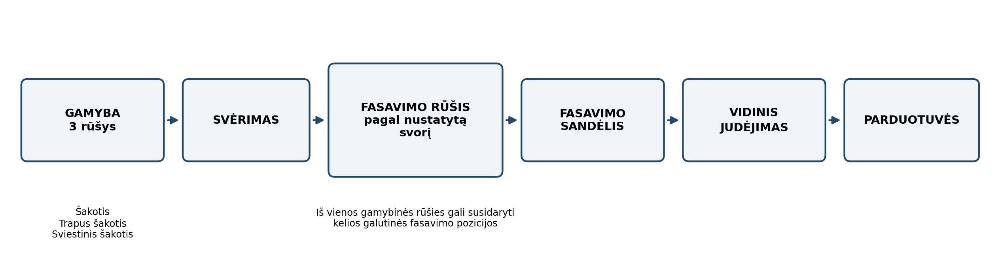 GAMYBA
3 rūšys
SVĖRIMAS
FASAVIMO RŪŠIS
pagal nustatytą
svorį
FASAVIMO
SANDĖLIS
VIDINIS
JUDĖJIMAS
PARDUOTUVĖS
Šakotis
Trapus šakotis
Sviestinis šakotis
Iš vienos gamybinės rūšies gali susidaryti
kelios galutinės fasavimo pozicijos